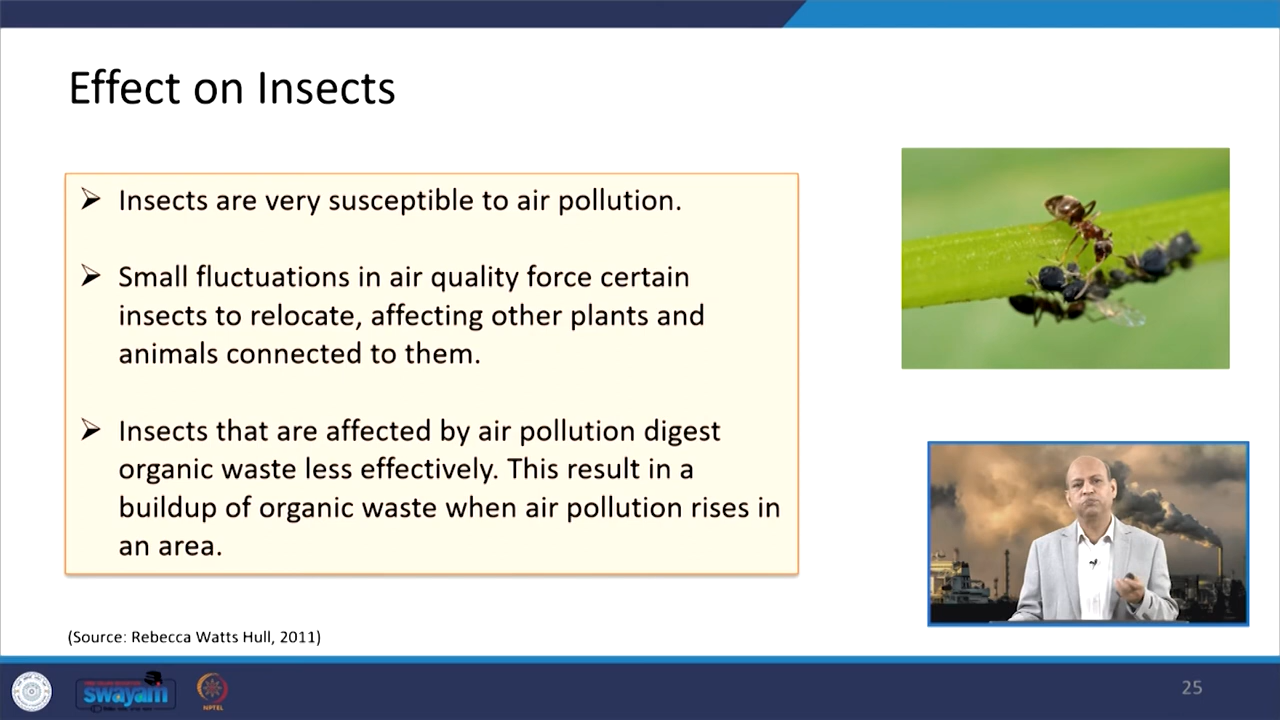 Effect on Insects
➢ Insects are very susceptible to air pollution.
➢ Small fluctuations in air quality force certain
insects to relocate, affecting other plants and
animals connected to them.
➢ Insects that are affected by air pollution digest
organic waste less effectively. This result in a
buildup of organic waste when air pollution rises in
an area.
(Source: Rebecca Watts Hull, 2011)
swayam
NPTEL
25